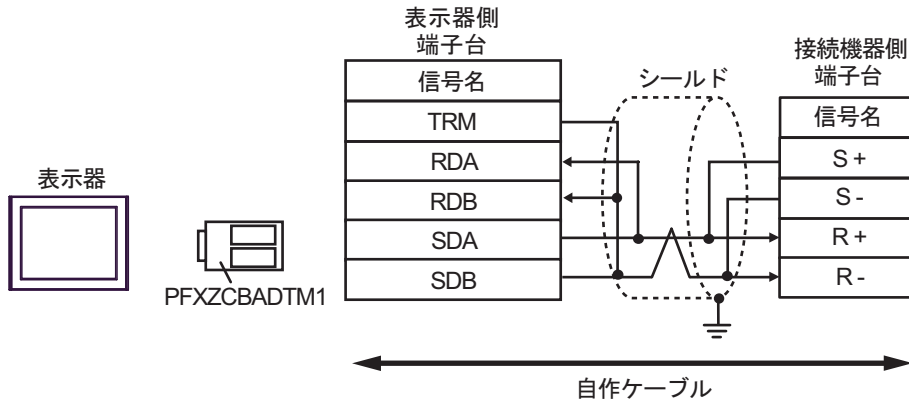 表示器
PFXZCBADTM1
表示器側
端子台
信号名
TRM
RDA
RDB
SDA
SDB
シールド
接続機器側
端子台
信号名
S +
S -
R +
R -
自作ケーブル